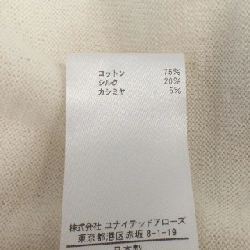 コットン 75%
シルク 20%
カシミヤ 5%
株式会社 ユナイテッドアローズ
東京都港区赤坂 8-1-19
日本製